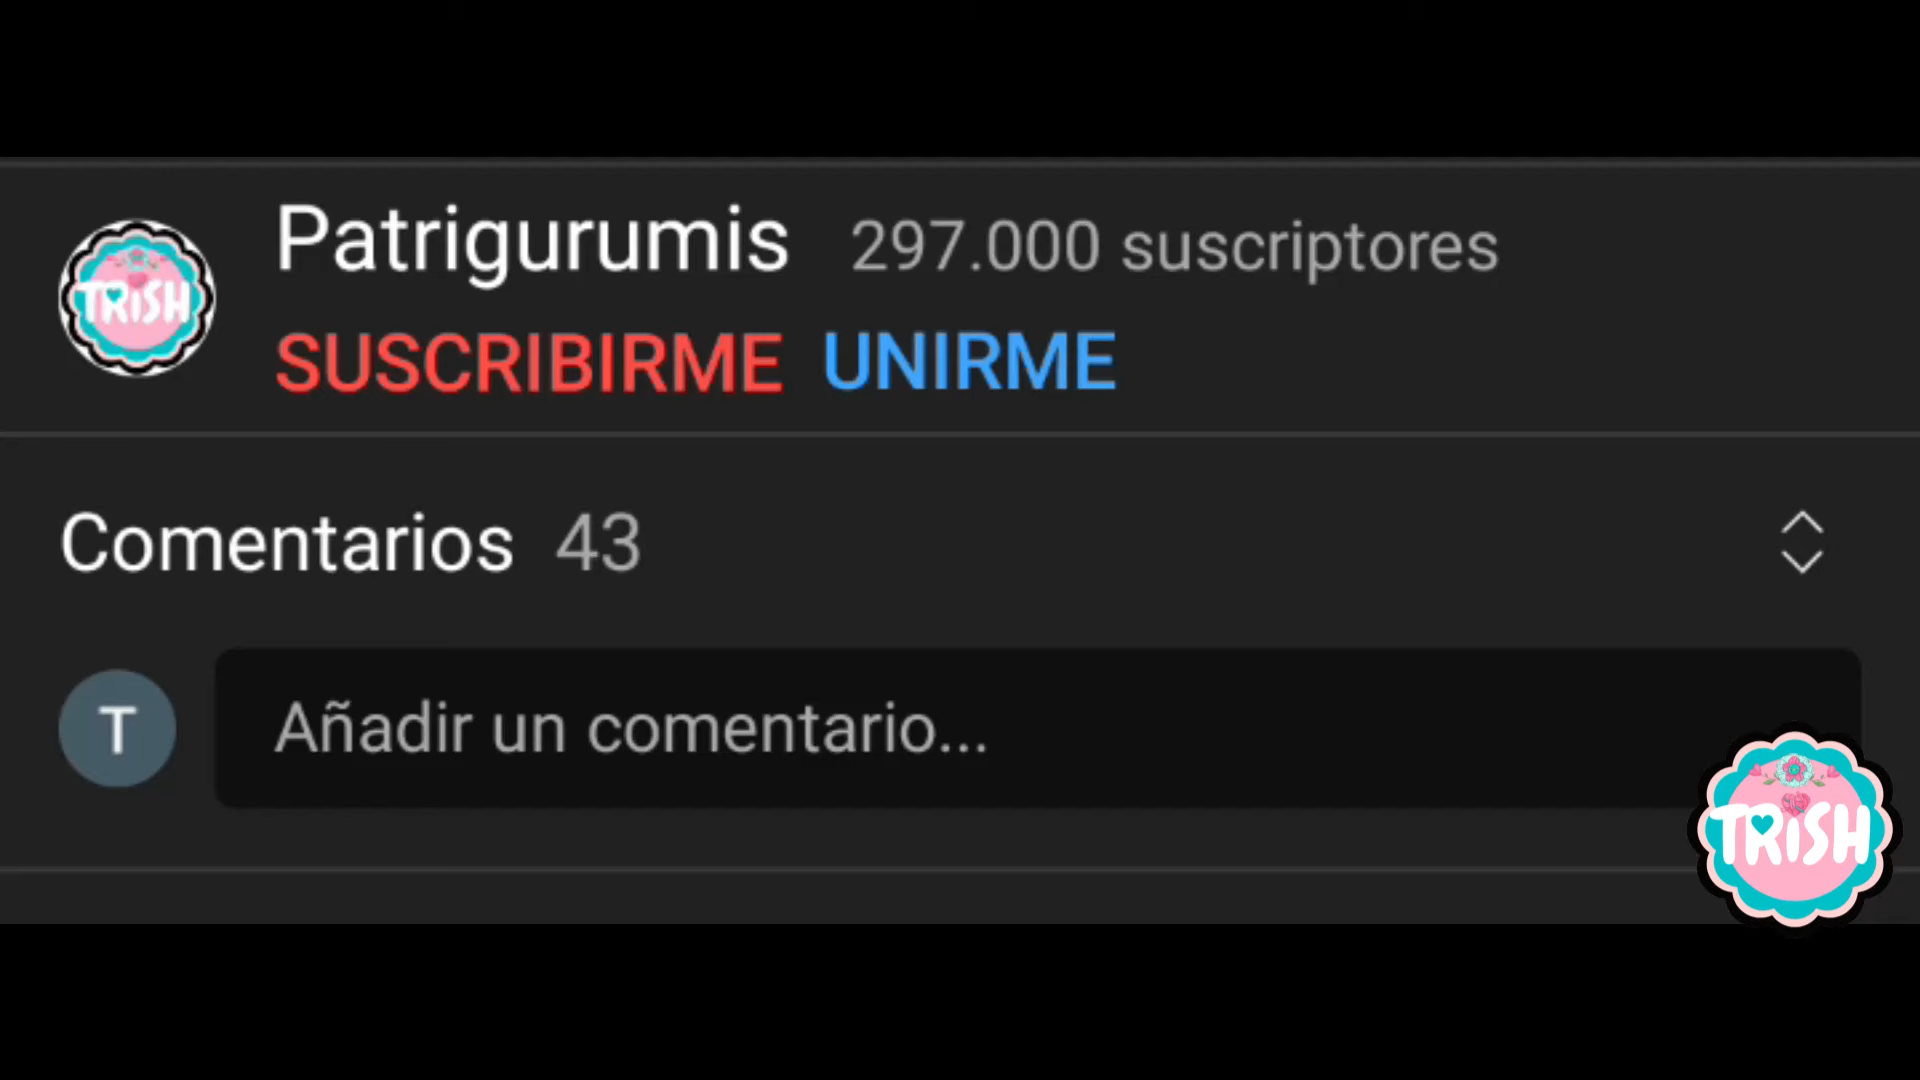 TRISH
Patrigurumis 297.000 suscriptores
SUSCRIBIRME UNIRME
Comentarios 43
T
Añadir un comentario...
TRISH